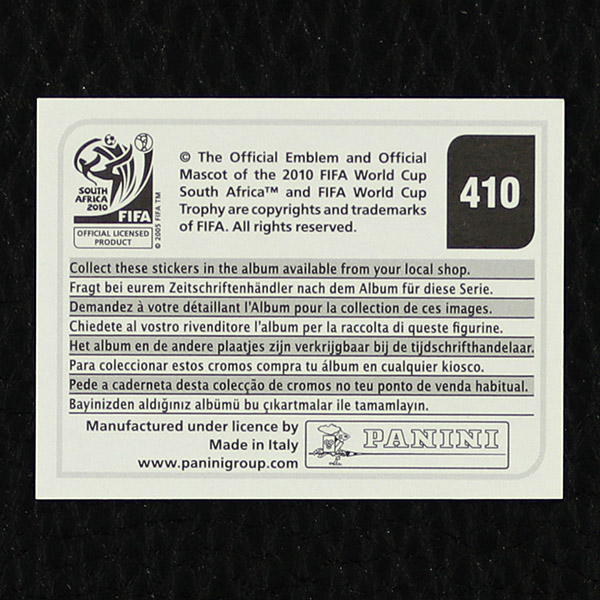 SOUTH
AFRICA
2010
FIFA
OFFICIAL LICENSED
PRODUCT
© 2005 FIFA TM
© The Official Emblem and Official
Mascot of the 2010 FIFA World Cup
South Africa™ and FIFA World Cup
Trophy are copyrights and trademarks
of FIFA. All rights reserved.
410
Collect these stickers in the album available from your local shop.
Fragt bei eurem Zeitschriftenhändler nach dem Album für diese Serie.
Demandez à votre détaillant l'Album pour la collection de ces images.
Chiedete al vostro rivenditore l'album per la raccolta di queste figurine.
Het album en de andere plaatjes zijn verkrijgbaar bij de tijdschrifthandelaar.
Para coleccionar estos cromos compra tu álbum en cualquier kiosco.
Pede a caderneta desta colecção de cromos no teu ponto de venda habitual.
Bayinizden aldığınız albümü bu çıkartmalar ile tamamlayın.
Manufactured under licence by
Made in Italy
www.paninigroup.com
PANINI